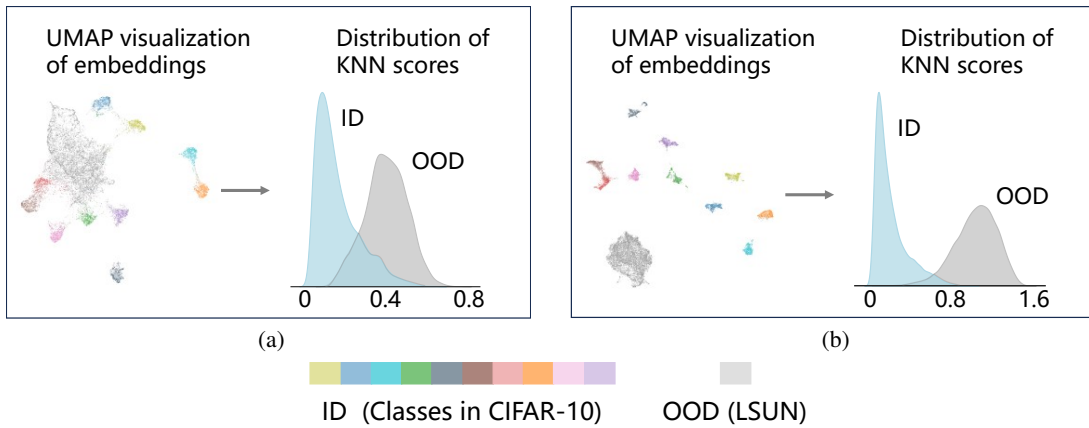 UMAP visualization
of embeddings
Distribution of
KNN scores
ID
OOD
0 0.4 0.8
(a)
UMAP visualization
of embeddings
Distribution of
KNN scores
ID
OOD
0 0.8 1.6
(b)
ID (Classes in CIFAR-10) OOD (LSUN)